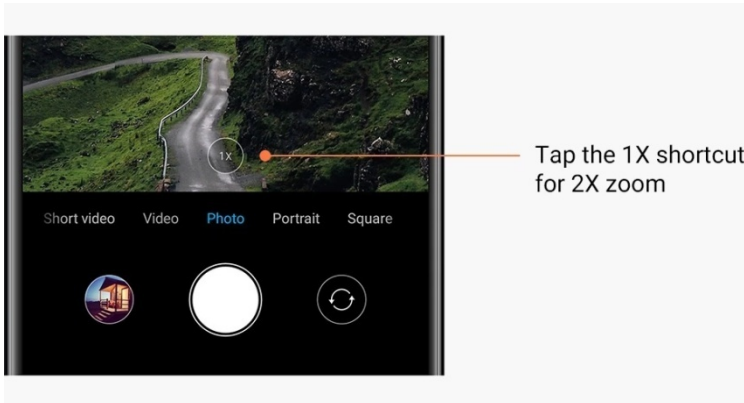 1X
Tap the 1X shortcut
for 2X zoom
Short video Video Photo Portrait Square